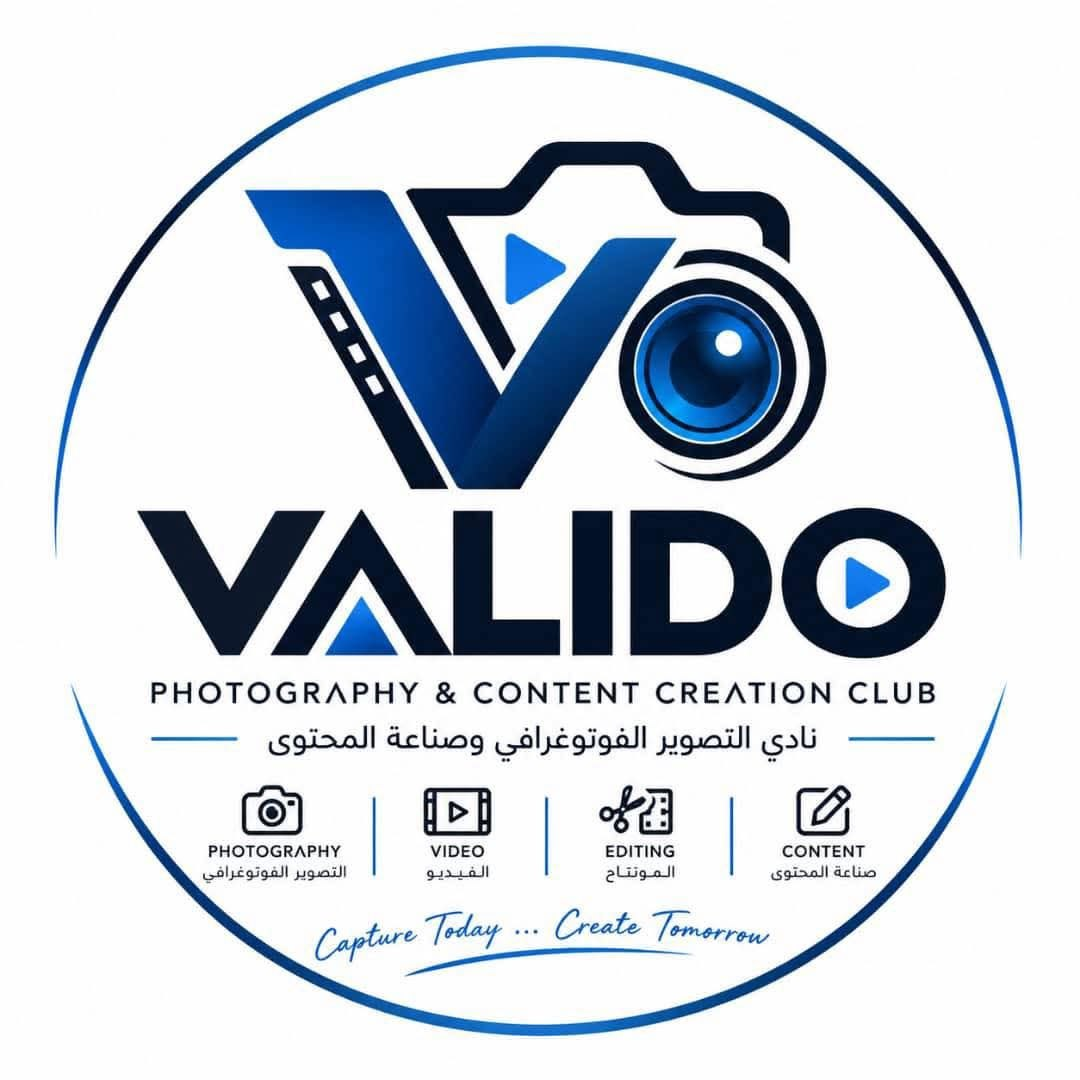 VALIDO
PHOTOGRAPHY & CONTENT CREATION CLUB
نادي التصوير الفوتوغرافي وصناعة المحتوى
PHOTOGRAPHY
التصوير الفوتوغرافي
VIDEO
الفيديو
EDITING
المونتاج
CONTENT
صناعة المحتوى
Capture Today ... Create Tomorrow